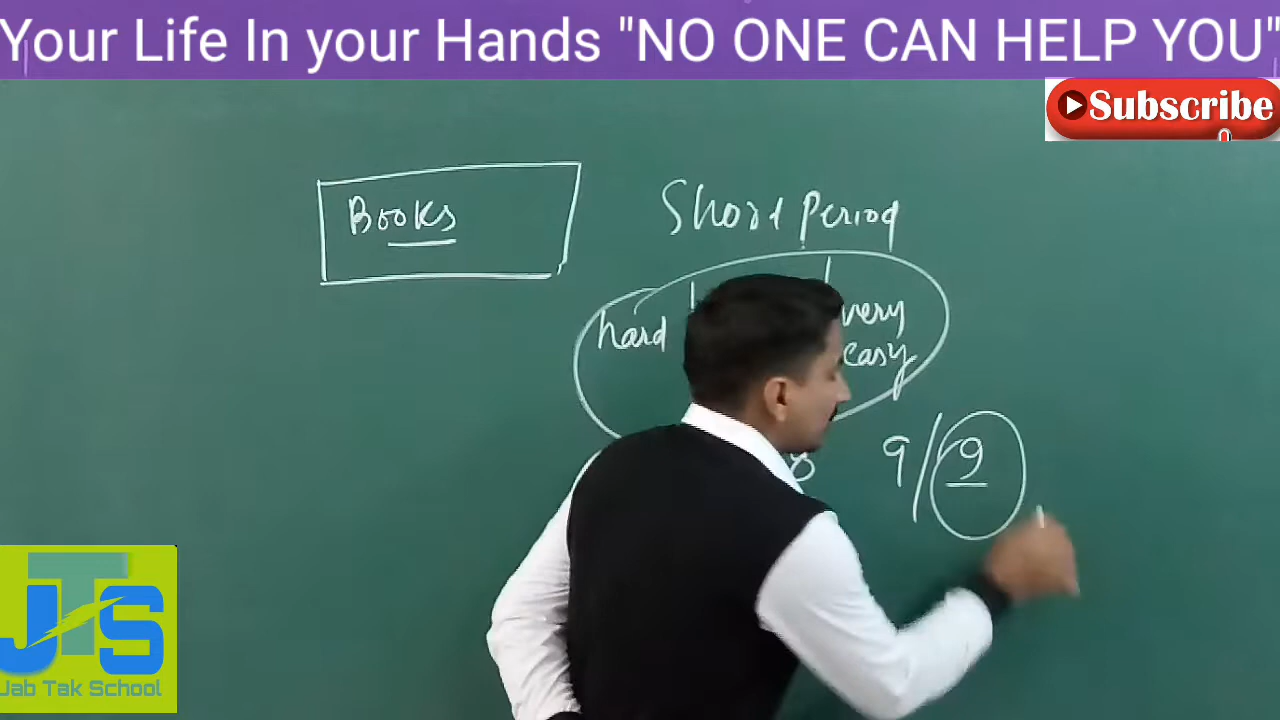 Your Life In your Hands "NO ONE CAN HELP YOU"
Subscribe
Books
Short Period
hard
very
easy
8
9/9
JTS
Jab Tak School